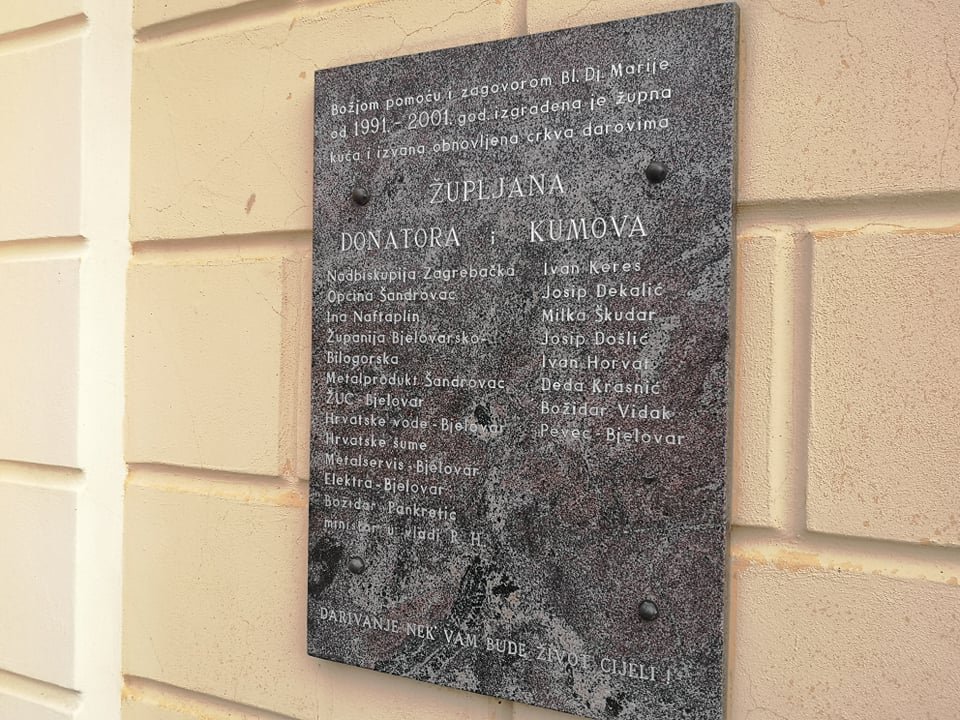 Božjom pomoću i zagovorom Bl. Dj. Marije
od 1991. - 2001. god. izgrađena je župna
kuća i izvana obnovljena crkva darovima
ŽUPLJANA
DONATORA i KUMOVA
Nadbiskupija Zagrebačka
Općina Šandrovac
Ina Naftaplin
Županija Bjelovarsko-
Bilogorska
Metalprodukt Šandrovac
ŽUC - Bjelovar
Hrvatske vode - Bjelovar
Hrvatske šume
Metalservis - Bjelovar
Elektra - Bjelovar
Božidar Pankretić
ministar u vladi R. H.
Ivan Kereš
Josip Dekalić
Milka Škudar
Josip Došlić
Ivan Horvat
Deda Krasnić
Božidar Vidak
Pevec - Bjelovar
DARIVANJE NEK' VAM BUDE ŽIVOT CIJELI !